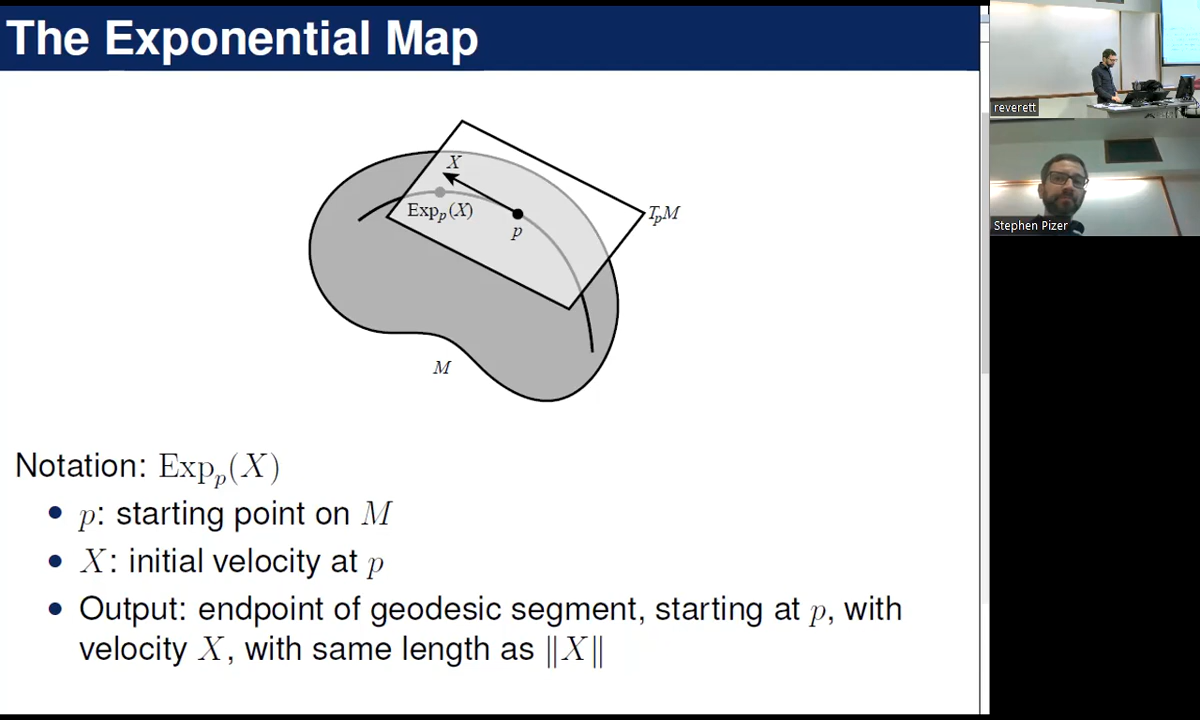 The Exponential Map
X
Exp_p(X)
p
T_pM
M
Notation: Exp_p(X)
• p: starting point on M
• X: initial velocity at p
• Output: endpoint of geodesic segment, starting at p, with
velocity X, with same length as ‖X‖
reverett
Stephen Pizer